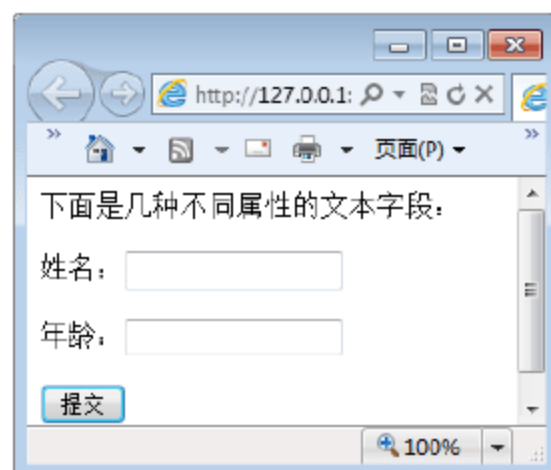 http://127.0.0.1:
页面(P)
下面是几种不同属性的文本字段：
姓名：
年龄：
提交
100%